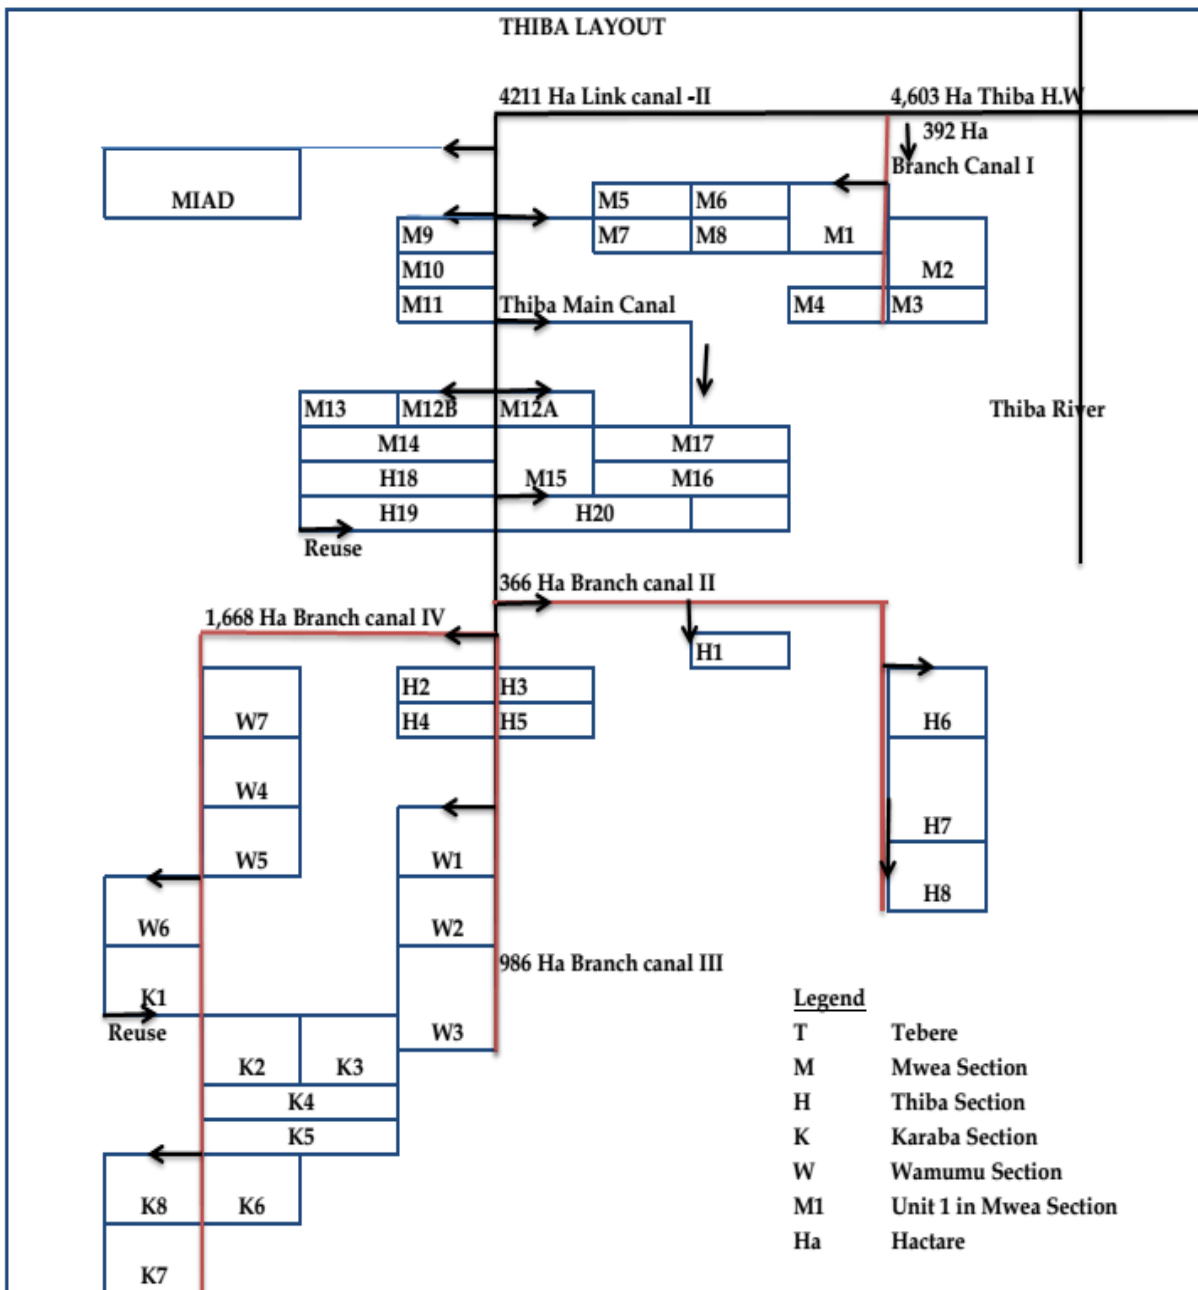 THIBA LAYOUT
4211 Ha Link canal -II
4,603 Ha Thiba H.W
392 Ha
Branch Canal I
MIAD
M5
M6
M7
M8
M1
M2
M9
M10
M11
Thiba Main Canal
M4
M3
M13
M12B
M12A
Thiba River
M14
M17
H18
M15
M16
H19
H20
Reuse
366 Ha Branch canal II
1,668 Ha Branch canal IV
H1
H2
H3
H4
H5
W7
H6
W4
H7
W5
W1
H8
W6
W2
986 Ha Branch canal III
K1
Reuse
W3
K2
K3
K4
K5
K8
K6
K7
Legend
T Tebere
M Mwea Section
H Thiba Section
K Karaba Section
W Wamumu Section
M1 Unit 1 in Mwea Section
Ha Hactare